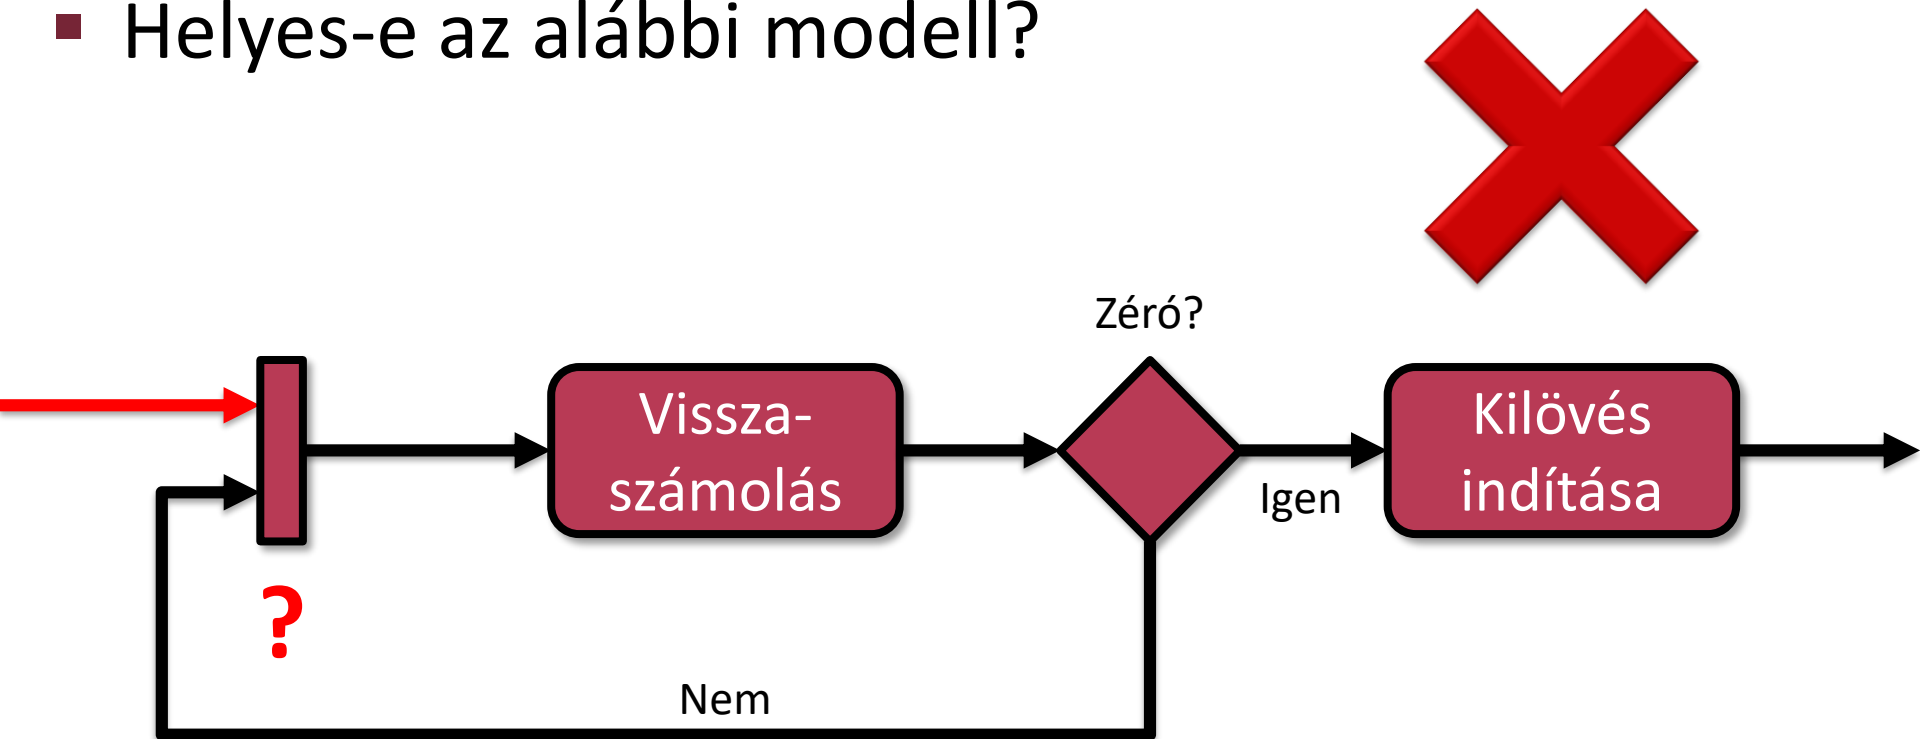 Helyes-e az alábbi modell?
Zéró?
Vissza-
számolás
Kilövés
indítása
Igen
?
Nem